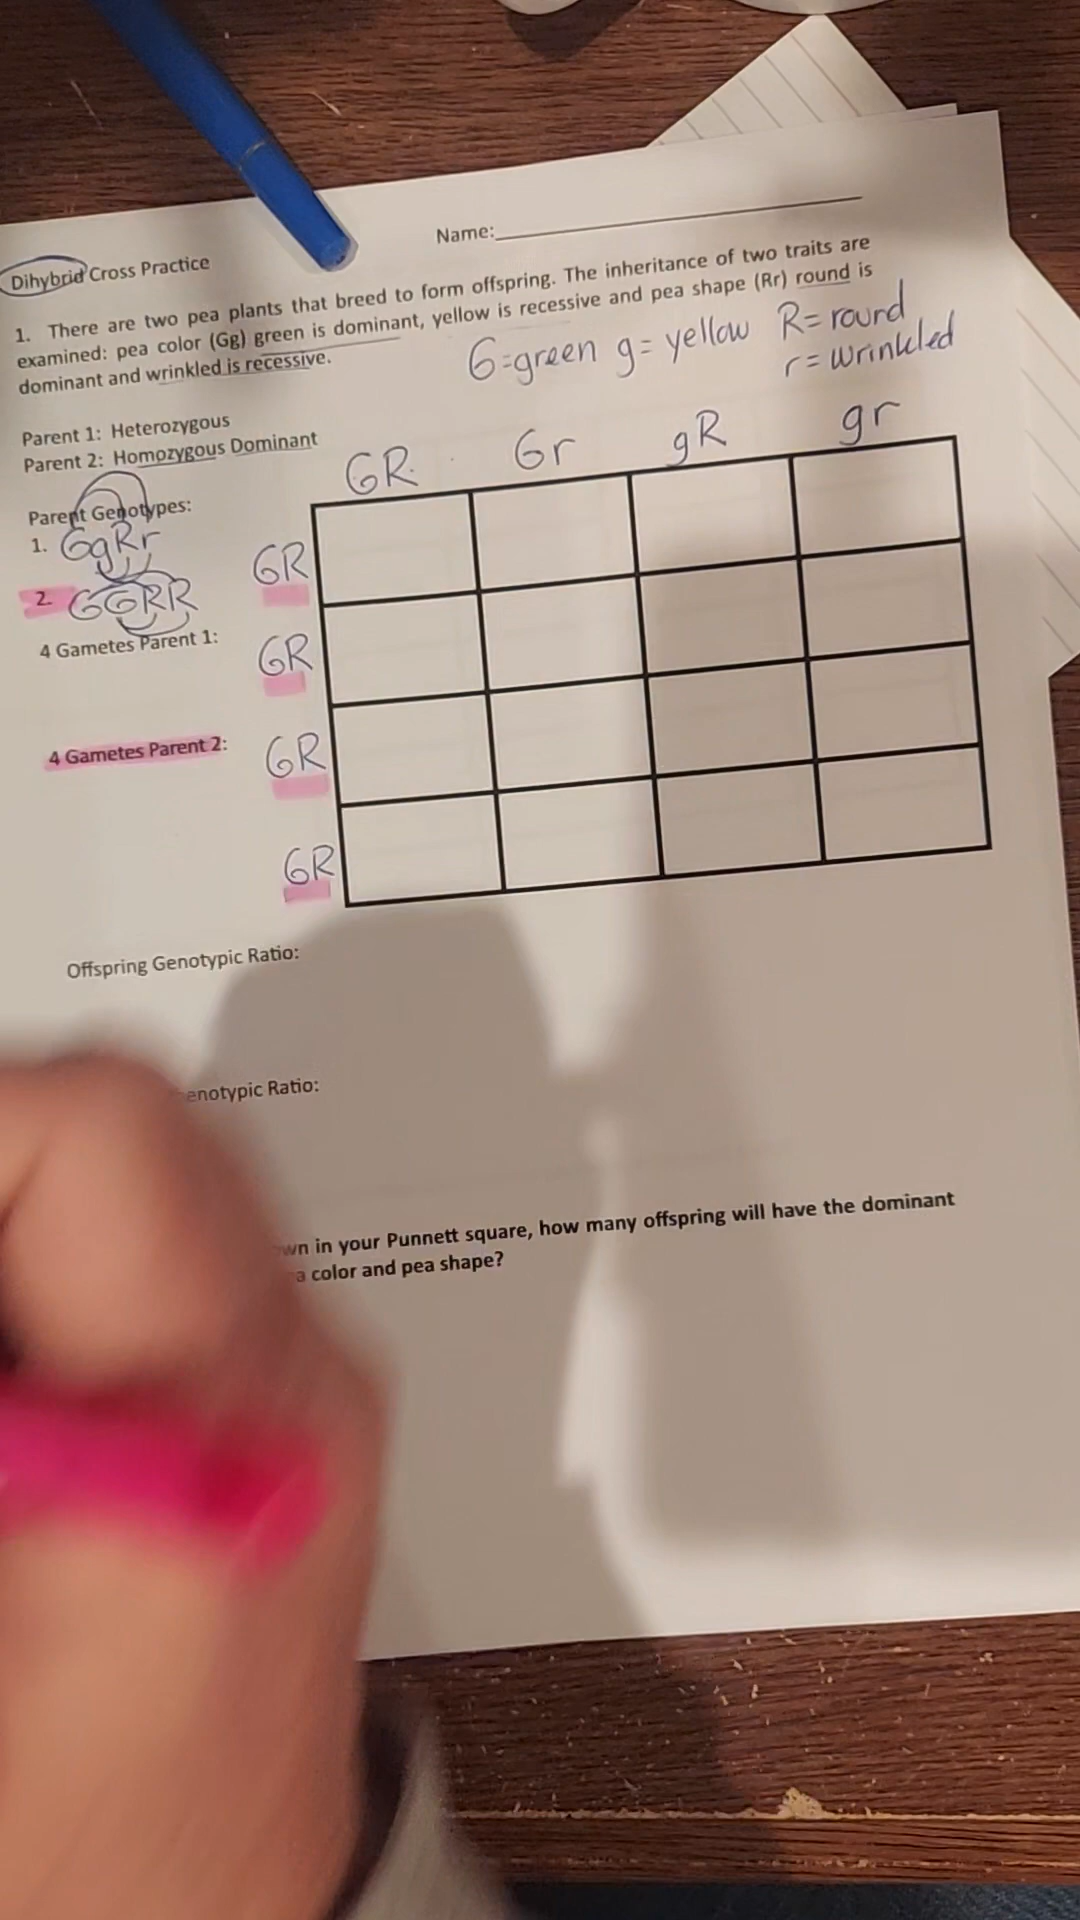 Name:
Dihybrid Cross Practice
1. There are two pea plants that breed to form offspring. The inheritance of two traits are
examined: pea color (Gg) green is dominant, yellow is recessive and pea shape (Rr) round is
dominant and wrinkled is recessive.
G=green g= yellow R= round
r= wrinkled
Parent 1: Heterozygous
Parent 2: Homozygous Dominant
GR Gr gR gr
Parent Genotypes:
1. GgRr
GR
2. GGRR
4 Gametes Parent 1:
GR
4 Gametes Parent 2:
GR
GR
Offspring Genotypic Ratio:
enotypic Ratio:
wn in your Punnett square, how many offspring will have the dominant
a color and pea shape?